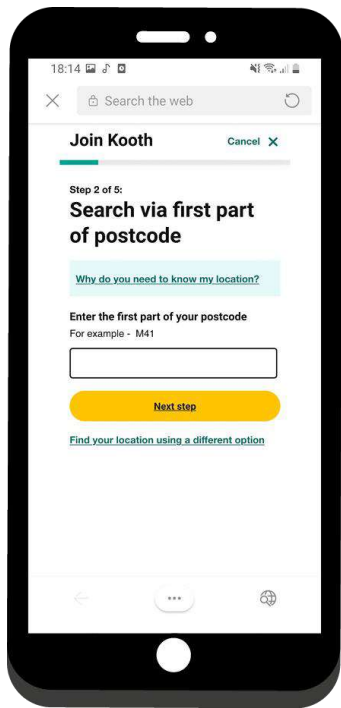 18:14
Search the web
Join Kooth
Cancel X
Step 2 of 5:
Search via first part
of postcode
Why do you need to know my location?
Enter the first part of your postcode
For example - M41
Next step
Find your location using a different option